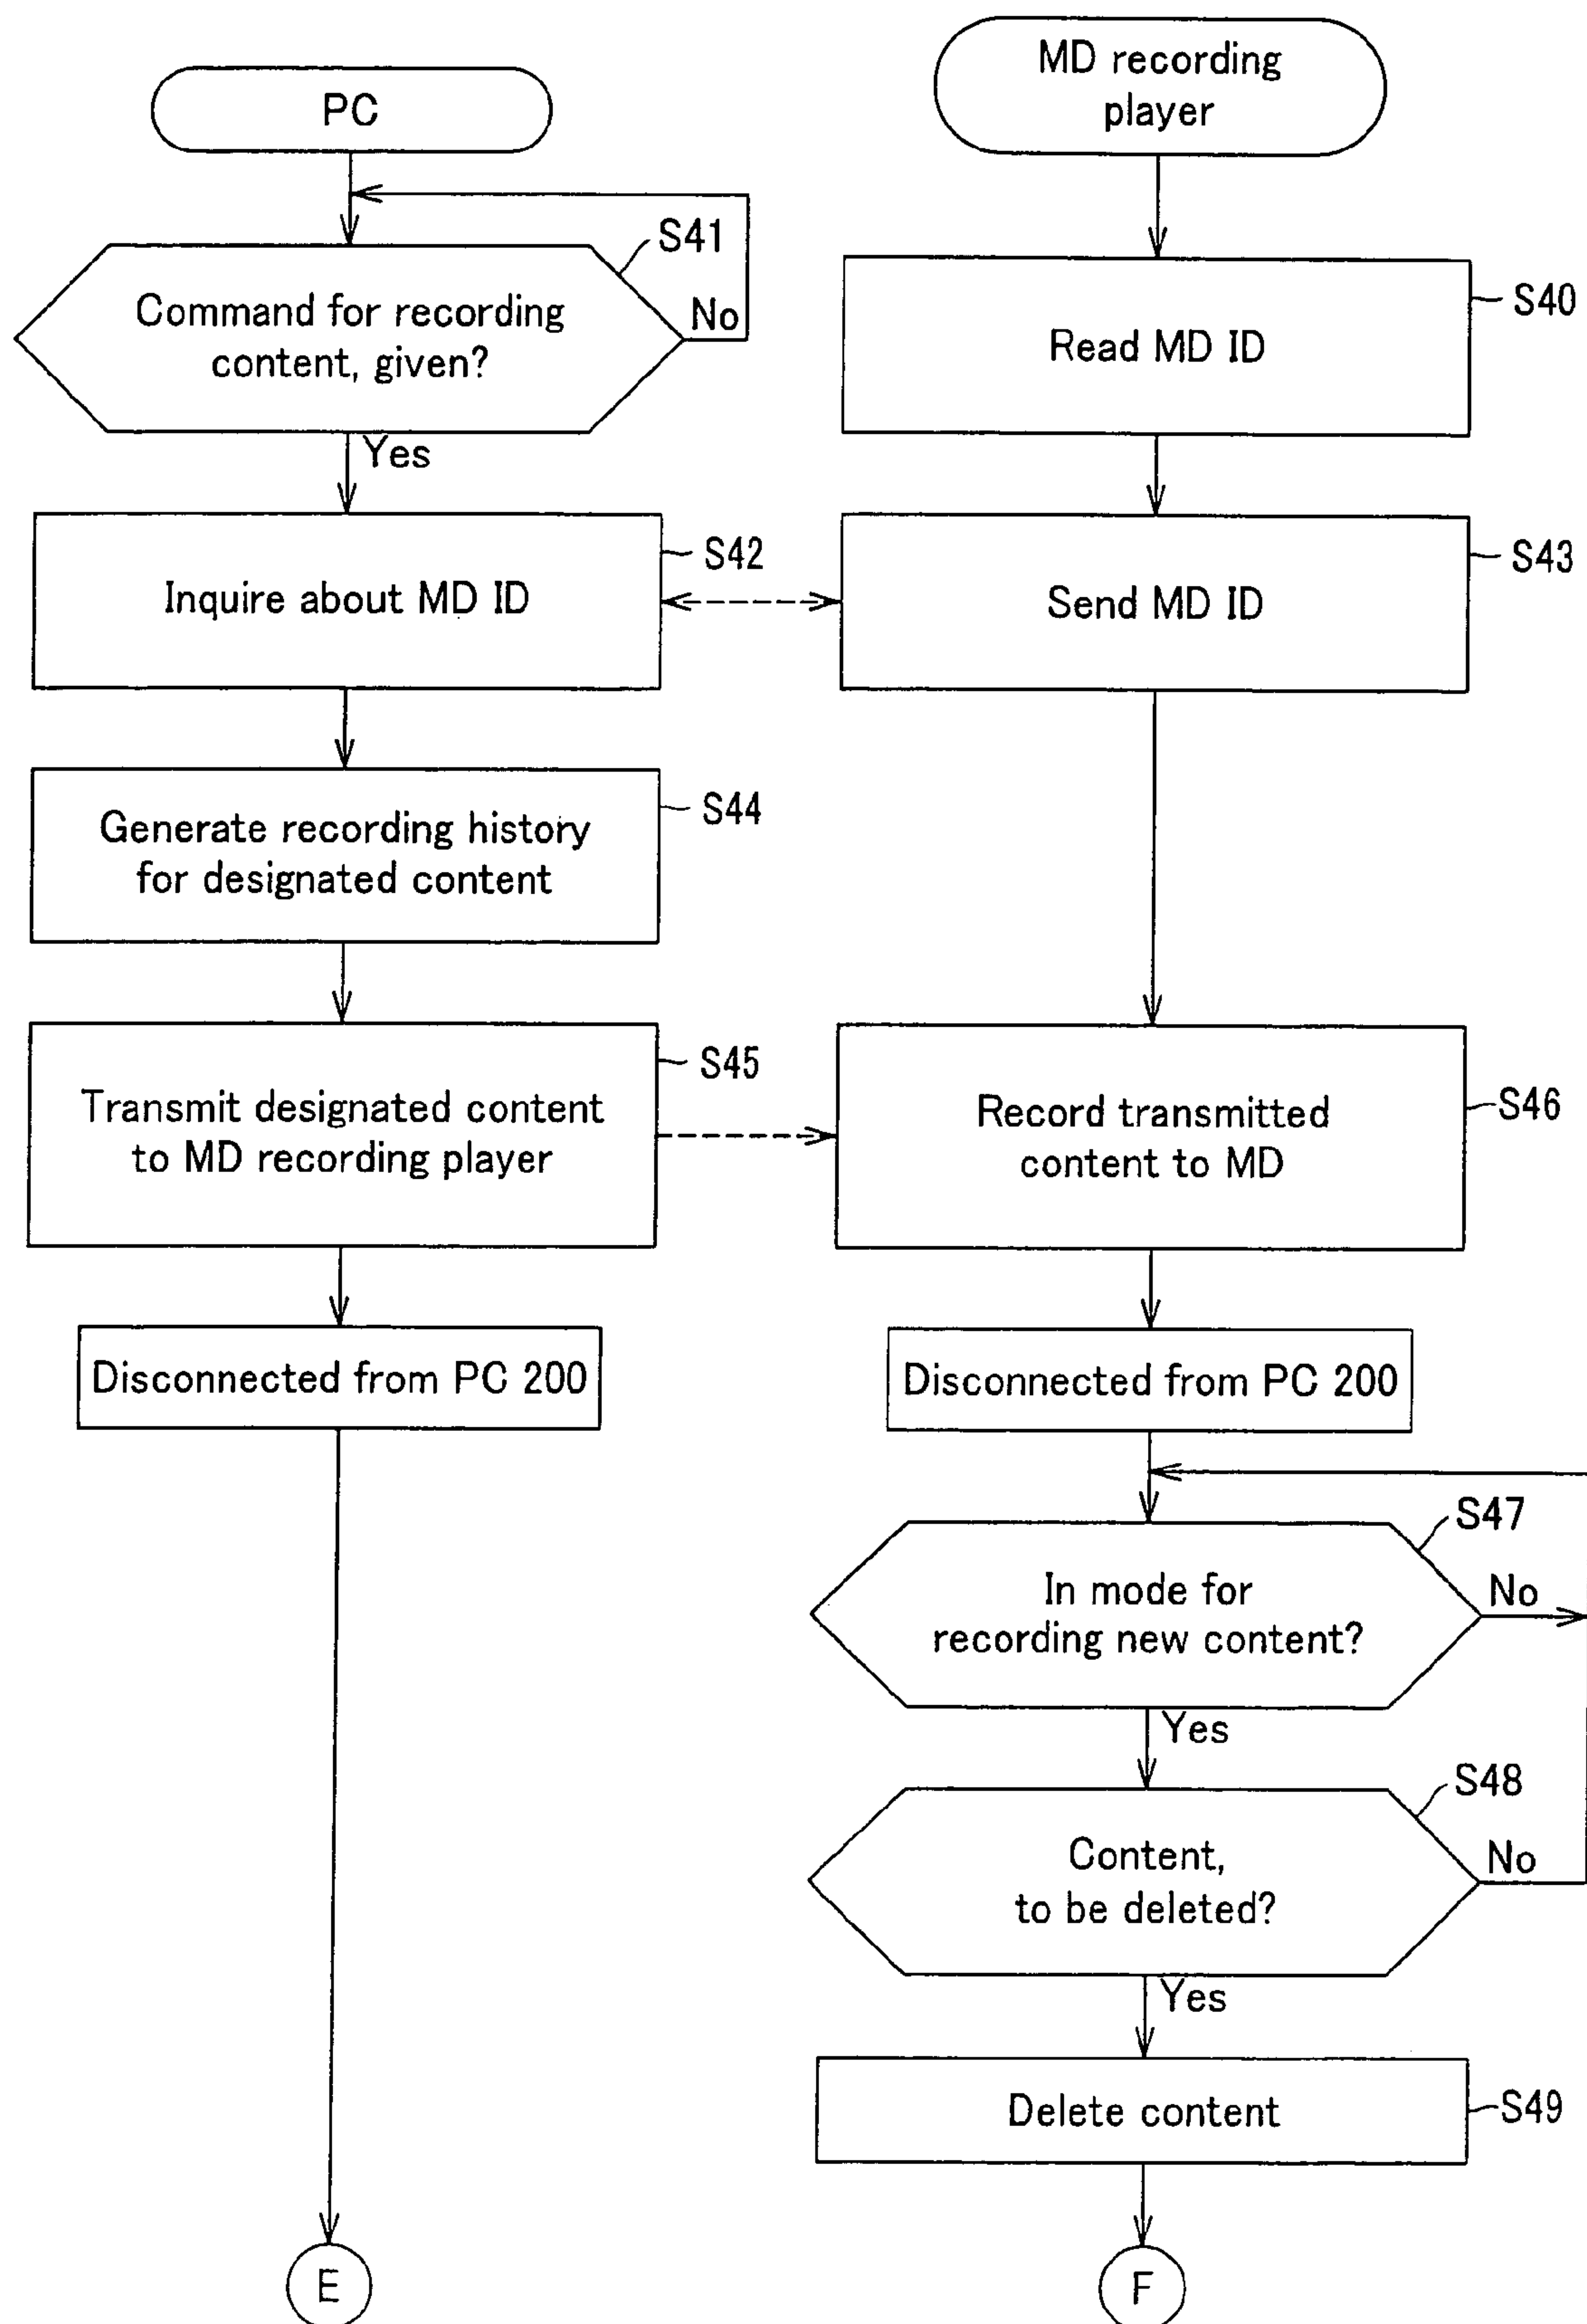 PC
S41
Command for recording
content, given?
No
Yes
Inquire about MD ID
S42
Generate recording history
for designated content
S44
Transmit designated content
to MD recording player
S45
Disconnected from PC 200
E
MD recording
player
Read MD ID
S40
Send MD ID
S43
Record transmitted
content to MD
S46
Disconnected from PC 200
S47
In mode for
recording new content?
No
Yes
S48
Content,
to be deleted?
No
Yes
Delete content
S49
F